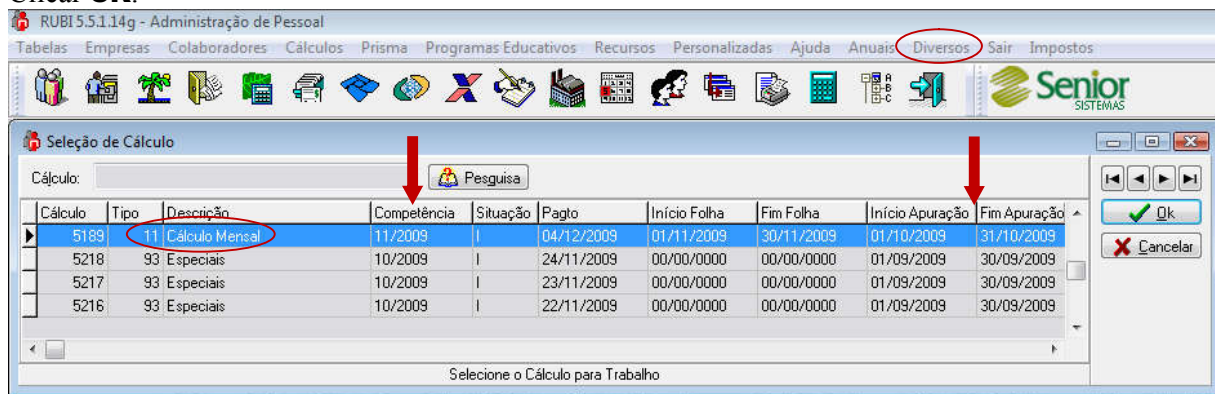 Clicar OK.
RUBI 5.5.1.14g - Administração de Pessoal
Tabelas Empresas Colaboradores Cálculos Prisma Programas Educativos Recursos Personalizadas Ajuda Anuais Diversos Sair Impostos
Senior
SISTEMAS
Seleção de Cálculo
Cálculo: Pesquisa
Cálculo Tipo Descrição Competência Situação Pagto Início Folha Fim Folha Início Apuração Fim Apuração
5189 11 Cálculo Mensal 11/2009 I 04/12/2009 01/11/2009 30/11/2009 01/10/2009 31/10/2009
5218 93 Especiais 10/2009 I 24/11/2009 00/00/0000 00/00/0000 01/09/2009 30/09/2009
5217 93 Especiais 10/2009 I 23/11/2009 00/00/0000 00/00/0000 01/09/2009 30/09/2009
5216 93 Especiais 10/2009 I 22/11/2009 00/00/0000 00/00/0000 01/09/2009 30/09/2009
Ok
Cancelar
Selecione o Cálculo para Trabalho